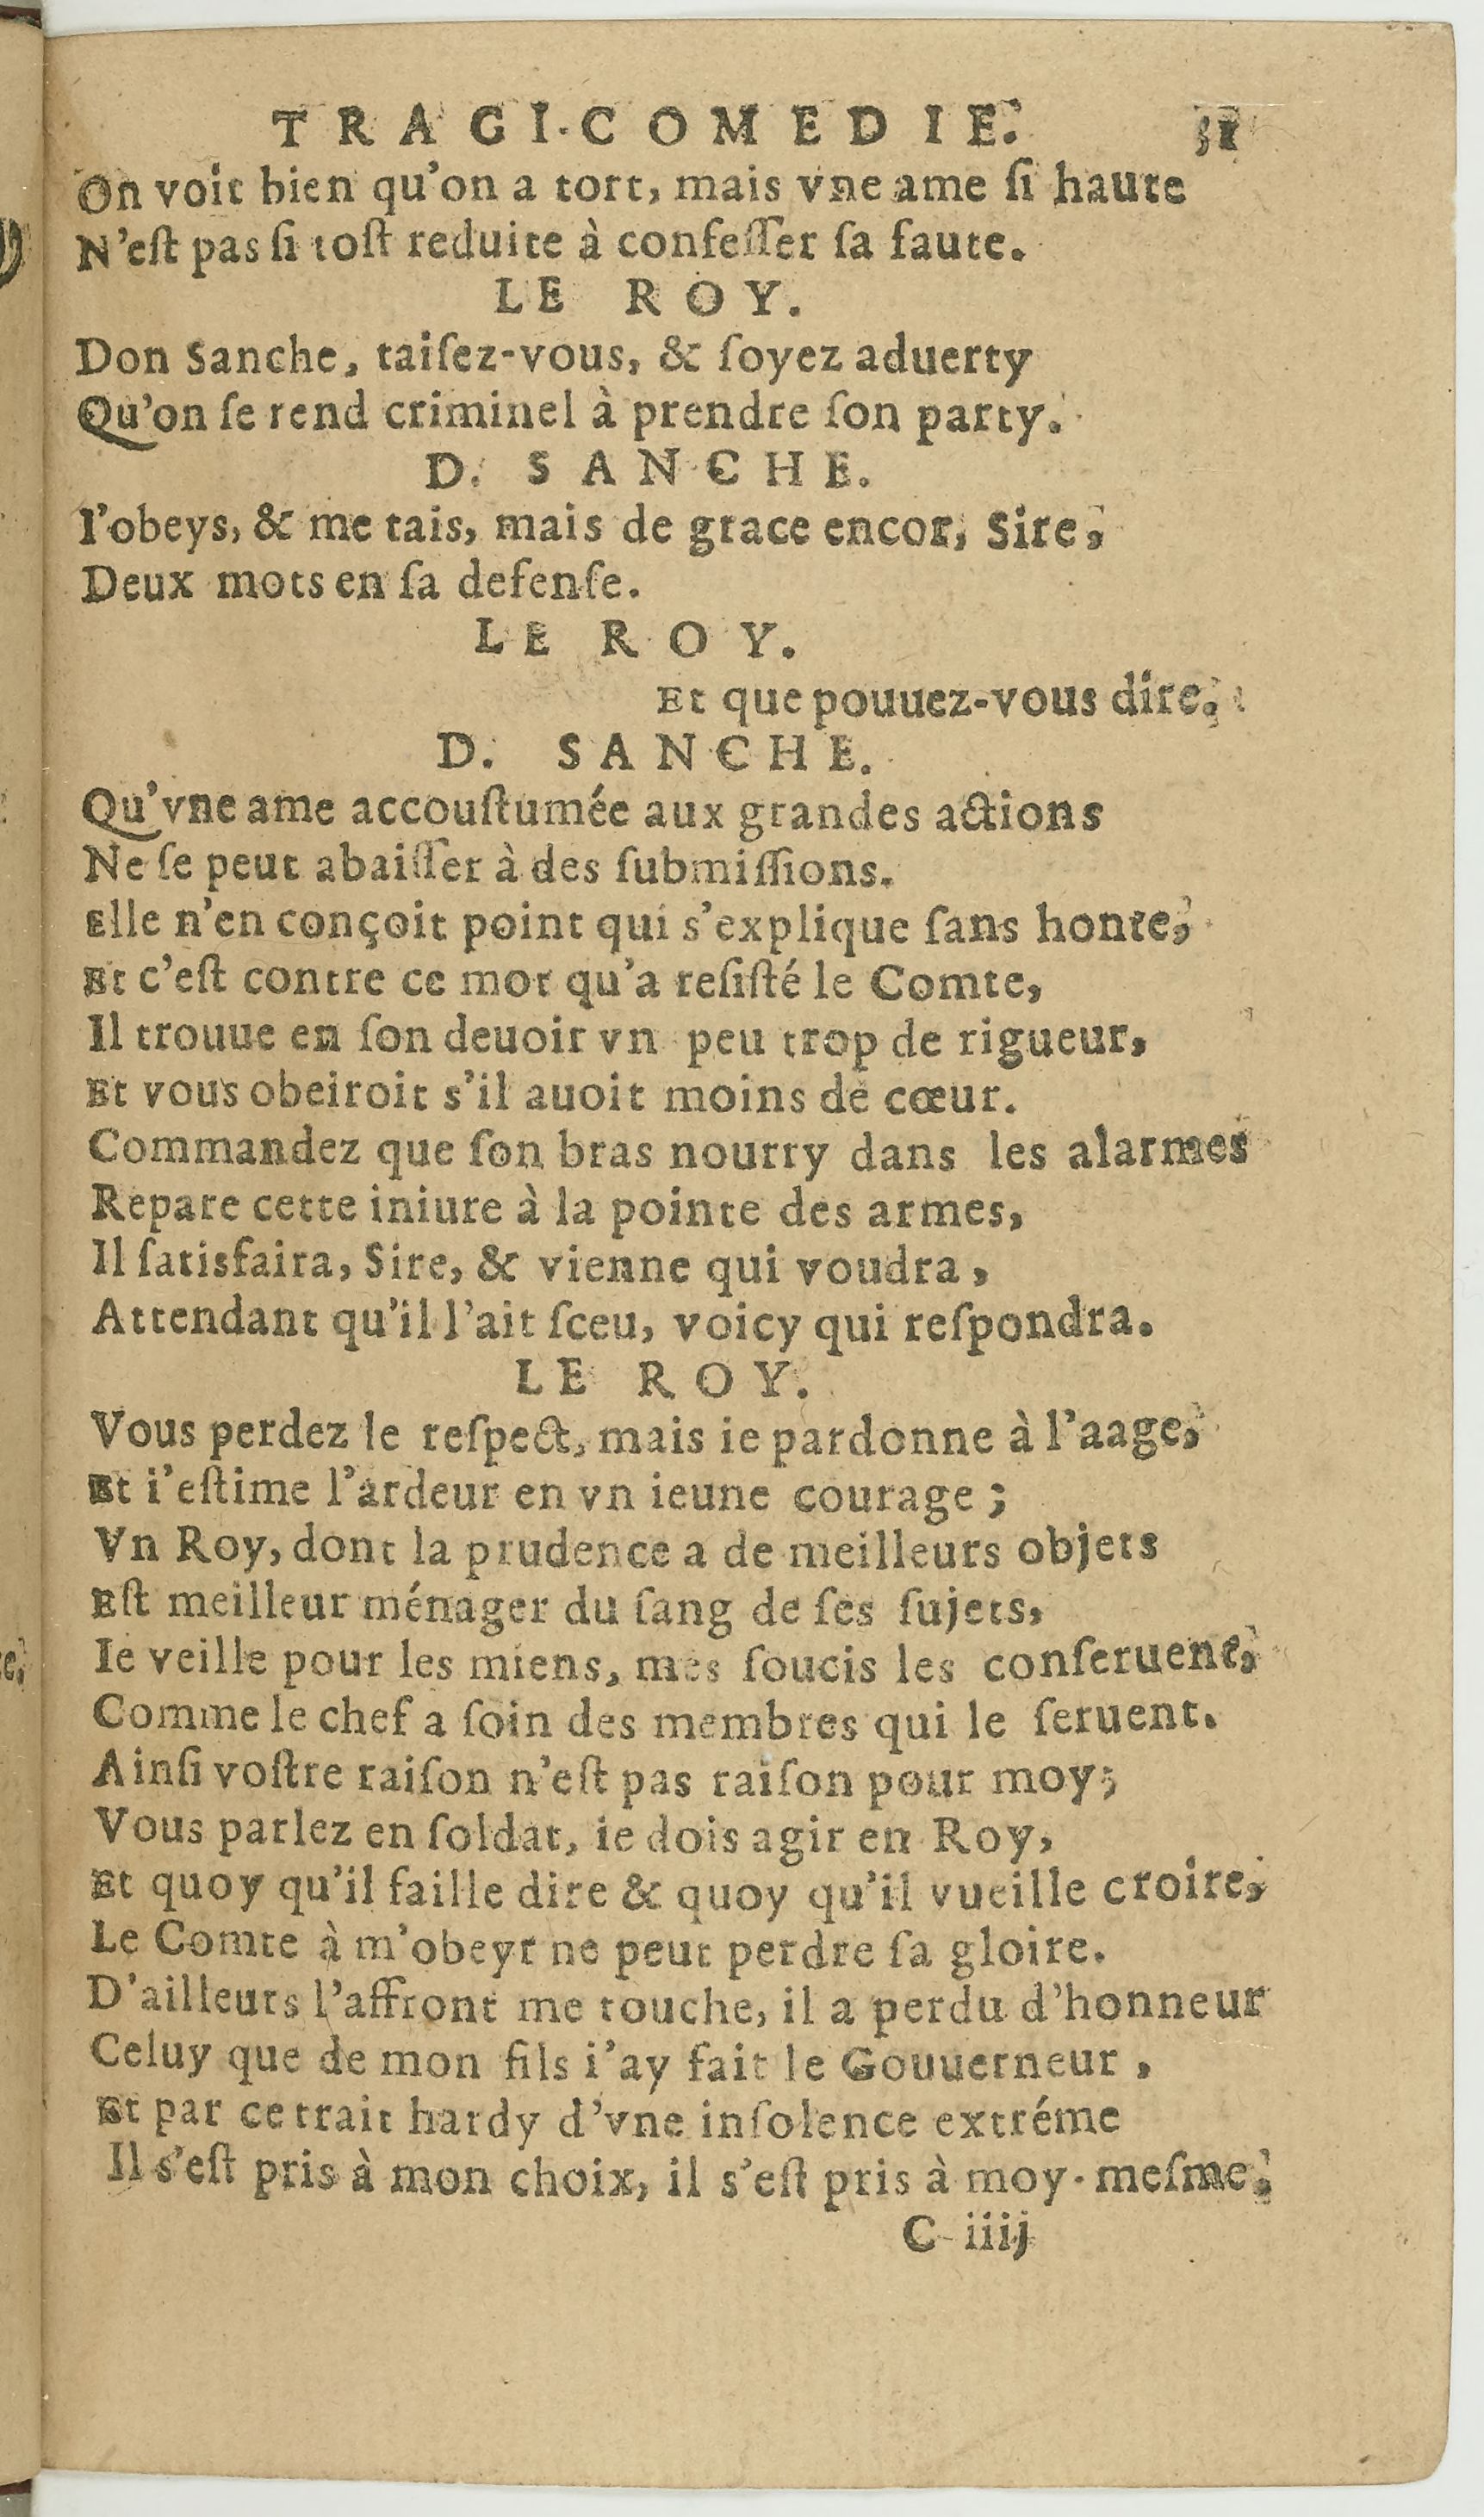 TRAGI-COMEDIE. 31
On voit bien qu'on a tort, mais vne ame ſi haute
N'eſt pas ſi toſt reduite à confeſſer ſa faute.
LE ROY.
Don Sanche, taiſez-vous, & ſoyez aduerty
Qu'on ſe rend criminel à prendre ſon party.
D. SANCHE.
I'obeys, & me tais, mais de grace encor, Sire,
Deux mots en ſa defenſe.
LE ROY.
Et que pouuez-vous dire.
D. SANCHE.
Qu'vne ame accouſtumée aux grandes actions
Ne ſe peut abaiſſer à des ſubmiſſions.
Elle n'en conçoit point qui s'explique ſans honte,
Et c'eſt contre ce mot qu'a reſiſté le Comte,
Il trouue en ſon deuoir vn peu trop de rigueur,
Et vous obeiroit s'il auoit moins de cœur.
Commandez que ſon bras nourry dans les alarmes
Repare cette iniure à la pointe des armes,
Il ſatisfaira, Sire, & vienne qui voudra,
Attendant qu'il l'ait ſceu, voicy qui reſpondra.
LE ROY.
Vous perdez le reſpect, mais ie pardonne à l'aage,
Et i'eſtime l'ardeur en vn ieune courage ;
Vn Roy, dont la prudence a de meilleurs objets
Eſt meilleur ménager du ſang de ſes ſujets,
Ie veille pour les miens, mes ſoucis les conſeruent,
Comme le chef a ſoin des membres qui le ſeruent.
Ainſi voſtre raiſon n'eſt pas raiſon pour moy;
Vous parlez en ſoldat, ie dois agir en Roy,
Et quoy qu'il faille dire & quoy qu'il vueille croire,
Le Comte à m'obeyr ne peut perdre ſa gloire.
D'ailleurs l'affront me touche, il a perdu d'honneur
Celuy que de mon fils i'ay fait le Gouuerneur,
Et par ce trait hardy d'vne inſolence extréme
Il s'eſt pris à mon choix, il s'eſt pris à moy-meſme.
C iiij